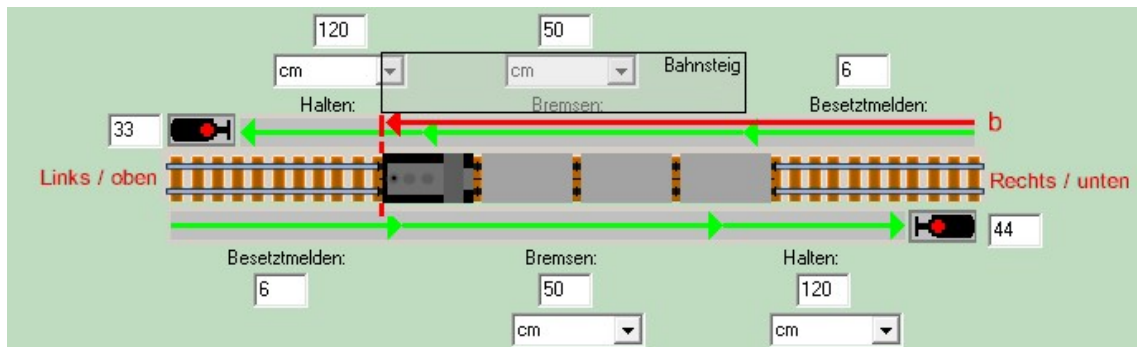 120 50
cm cm Bahnsteig 6
Halten: Bremsen: Besetztmelden:
33 b
Links / oben Rechts / unten
44
Besetztmelden: Bremsen: Halten:
6 50 120
cm cm